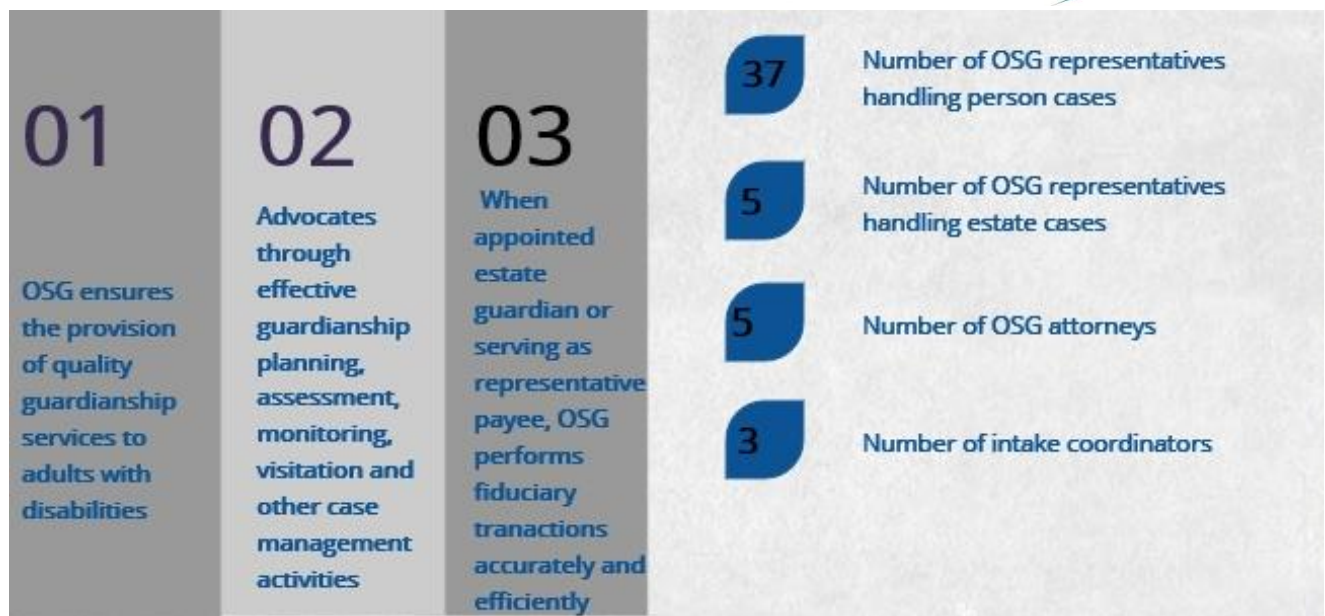 01
OSG ensures
the provision
of quality
guardianship
services to
adults with
disabilities
02
Advocates
through
effective
guardianship
planning,
assessment,
monitoring,
visitation and
other case
management
activities
03
When
appointed
estate
guardian or
serving as
representative
payee, OSG
performs
fiduciary
tranactions
accurately and
efficiently
37
Number of OSG representatives
handling person cases
5
Number of OSG representatives
handling estate cases
5
Number of OSG attorneys
3
Number of intake coordinators